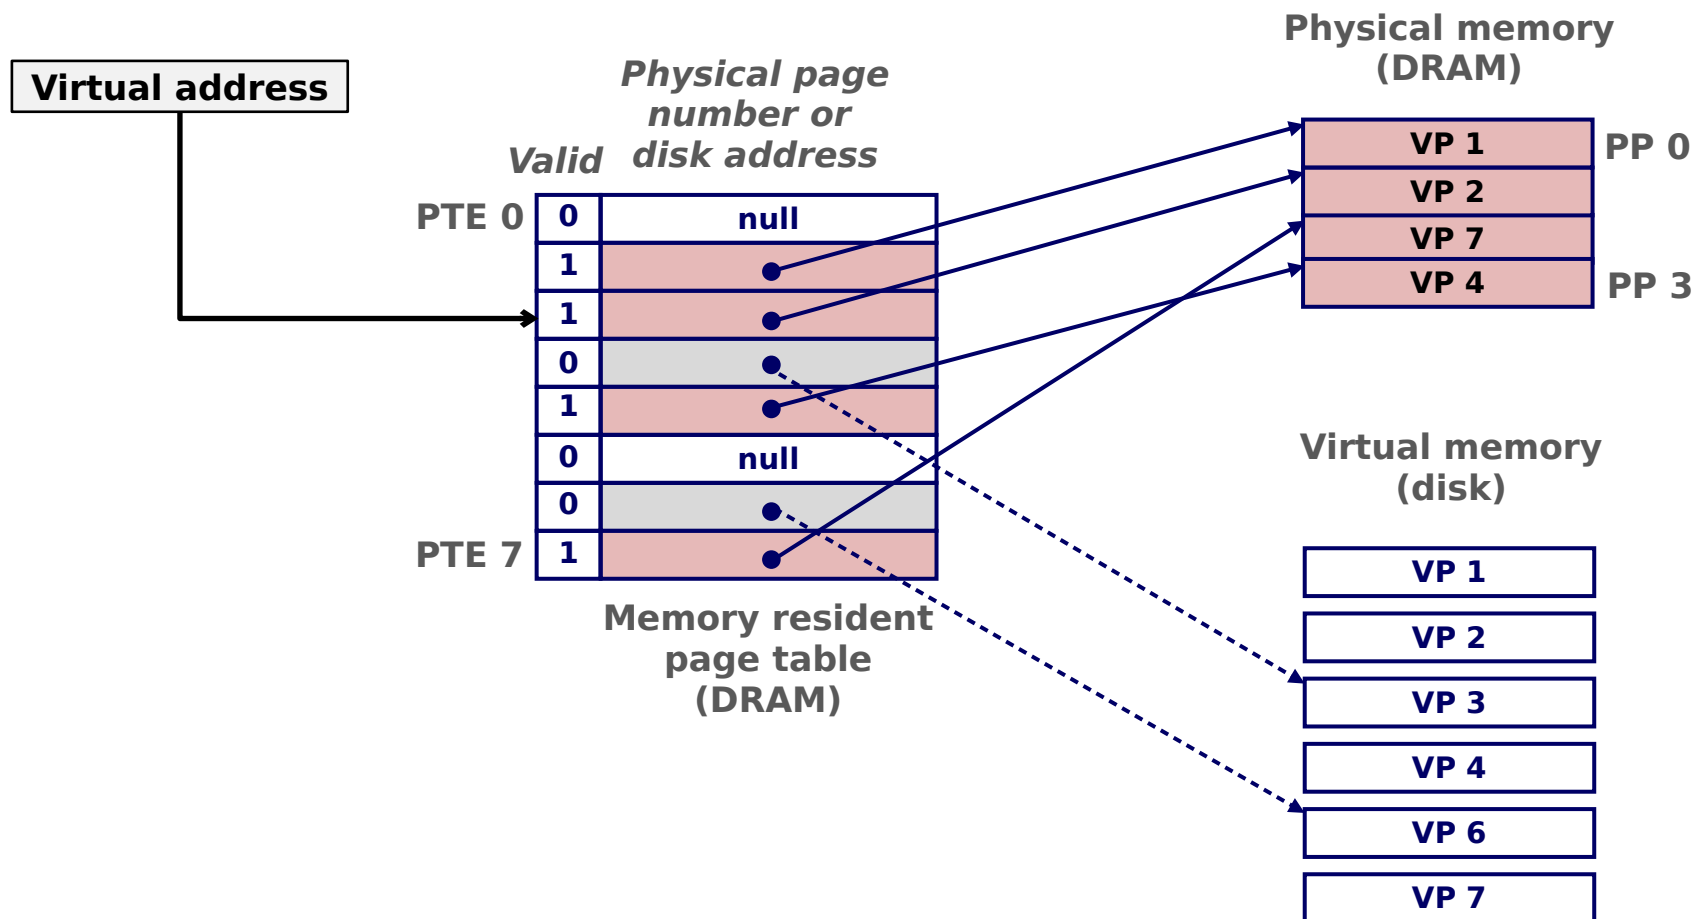 Virtual address
Physical page
number or
disk address
Valid
PTE 0
0
null
1
1
0
1
0
null
0
PTE 7
1
Memory resident
page table
(DRAM)
Physical memory
(DRAM)
VP 1
PP 0
VP 2
VP 7
VP 4
PP 3
Virtual memory
(disk)
VP 1
VP 2
VP 3
VP 4
VP 6
VP 7